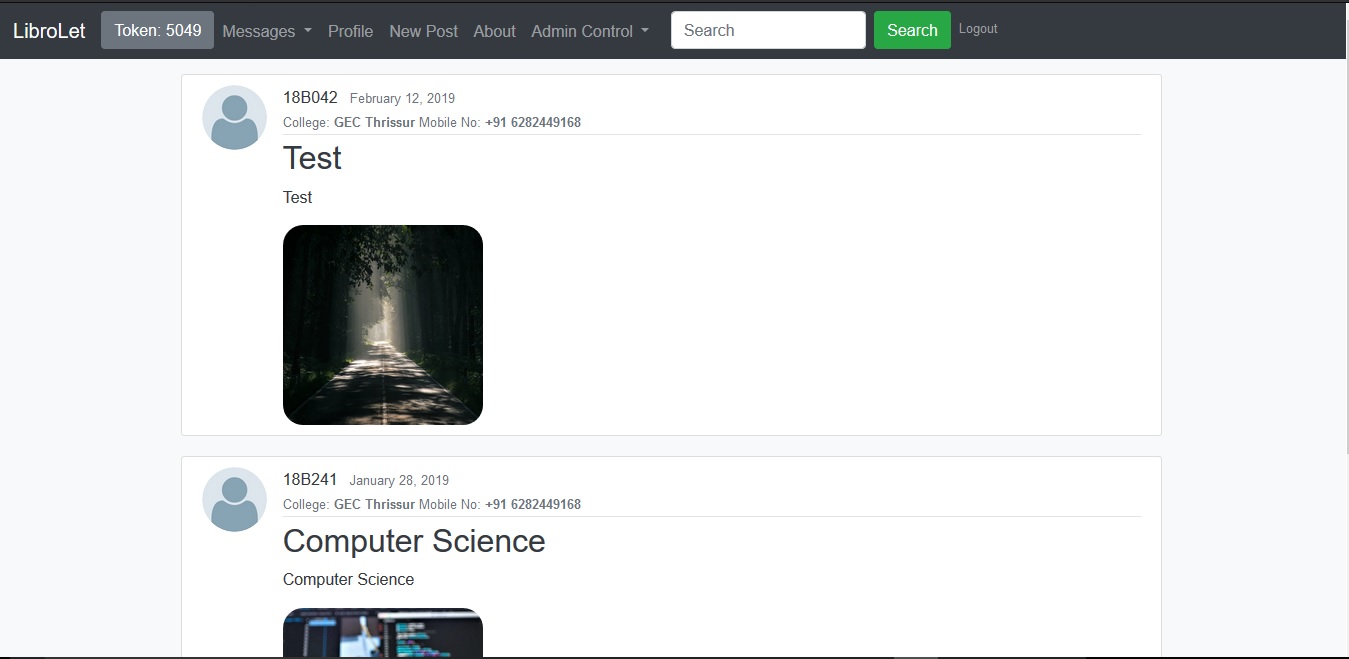 LibroLet Token: 5049 Messages Profile New Post About Admin Control Search Search Logout
18B042 February 12, 2019
College: GEC Thrissur Mobile No: +91 6282449168
Test
Test
18B241 January 28, 2019
College: GEC Thrissur Mobile No: +91 6282449168
Computer Science
Computer Science